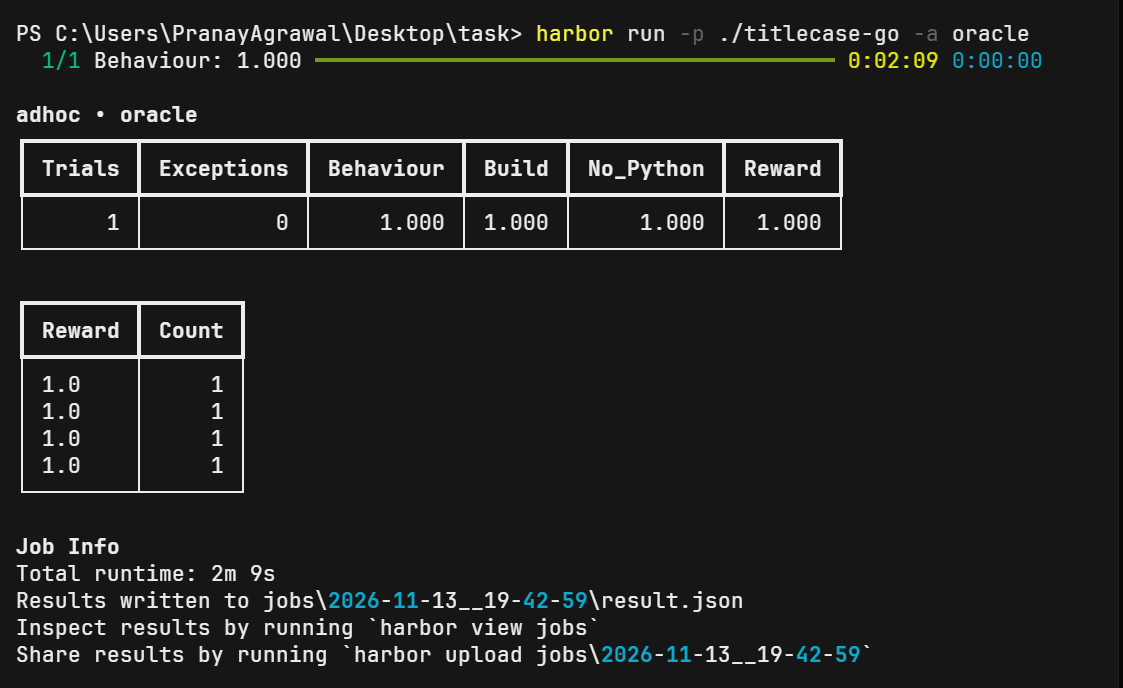 PS C:\Users\PranayAgrawal\Desktop\task> harbor run -p ./titlecase-go -a oracle
1/1 Behaviour: 1.000 0:02:09 0:00:00
adhoc • oracle
Trials Exceptions Behaviour Build No_Python Reward
1 0 1.000 1.000 1.000 1.000
Reward Count
1.0 1
1.0 1
1.0 1
1.0 1
Job Info
Total runtime: 2m 9s
Results written to jobs\2026-11-13__19-42-59\result.json
Inspect results by running `harbor view jobs`
Share results by running `harbor upload jobs\2026-11-13__19-42-59`